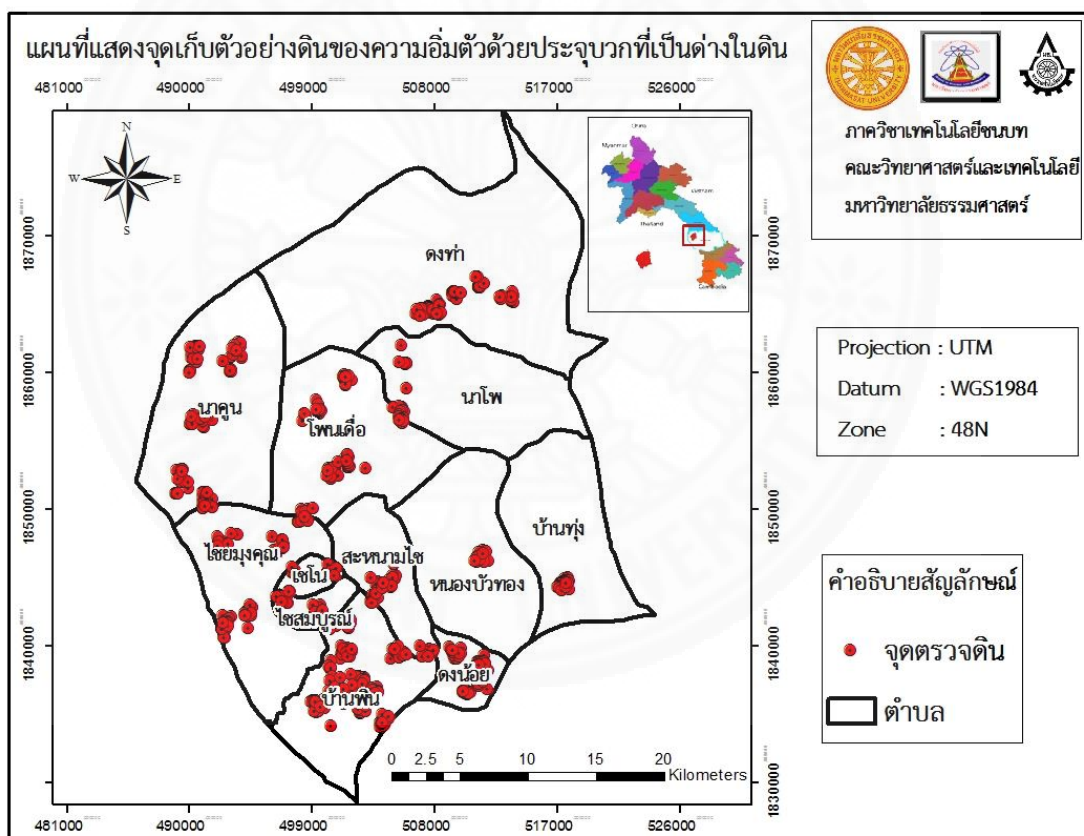 แผนที่แสดงจุดเก็บตัวอย่างดินของความอิ่มตัวด้วยประจุบวกที่เป็นด่างในดิน
481000 490000 499000 508000 517000 526000
N
W E
S
1870000
1860000
1850000
1840000
1830000
China
Myanmar
Vietnam
Thailand
Cambodia
ดงท่า
นาคูน
โพนเดื่อ
นาโพ
ไชยมุงคุณ
เซโน
สะหนามไซ
หนองบัวทอง
บ้านทุ่ง
ไชสมบูรณ์
บ้านพิน
ดงน้อย
0 2.5 5 10 15 20
Kilometers
1870000
1860000
1850000
1840000
1830000
481000 490000 499000 508000 517000 526000
THAMMASAT UNIVERSITY
ภาควิชาเทคโนโลยีชนบท
คณะวิทยาศาสตร์และเทคโนโลยี
มหาวิทยาลัยธรรมศาสตร์
Projection : UTM
Datum : WGS1984
Zone : 48N
คำอธิบายสัญลักษณ์
จุดตรวจดิน
ตำบล